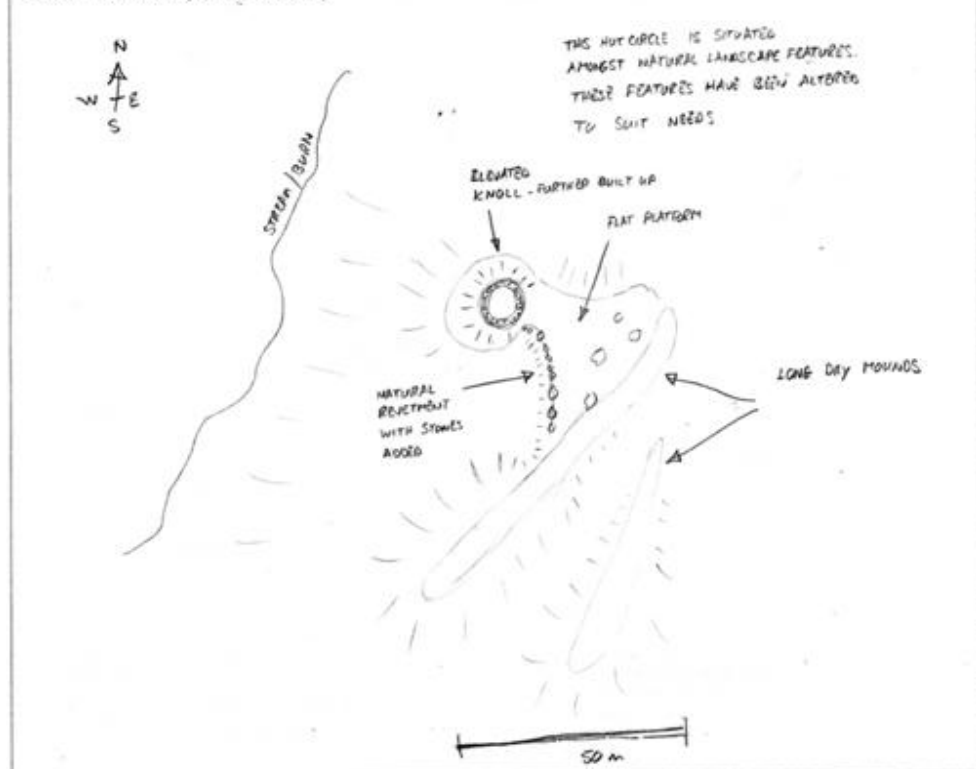 N
W E
S
THIS HUT CIRCLE IS SITUATED
AMONGST NATURAL LANDSCAPE FEATURES.
THESE FEATURES HAVE BEEN ALTERED
TO SUIT NEEDS
STREAM/BURN
ELEVATED
KNOLL - FURTHER BUILT UP
FLAT PLATFORM
NATURAL
REVETMENT
WITH STONES
ADDED
LONG DRY MOUNDS
50 m